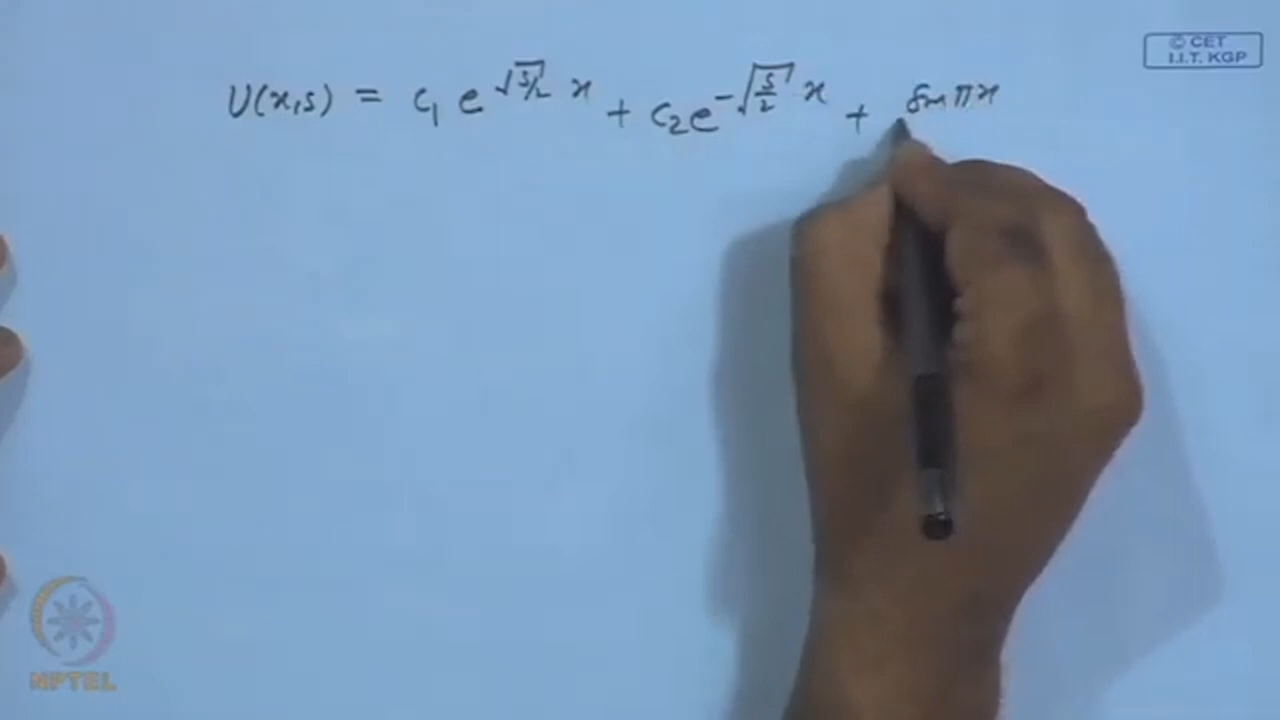 © CET
I.I.T. KGP
U(x,s) = c₁ e^{√(s/2) x} + c₂ e^{-√(s/2) x} + sin πx
NPTEL